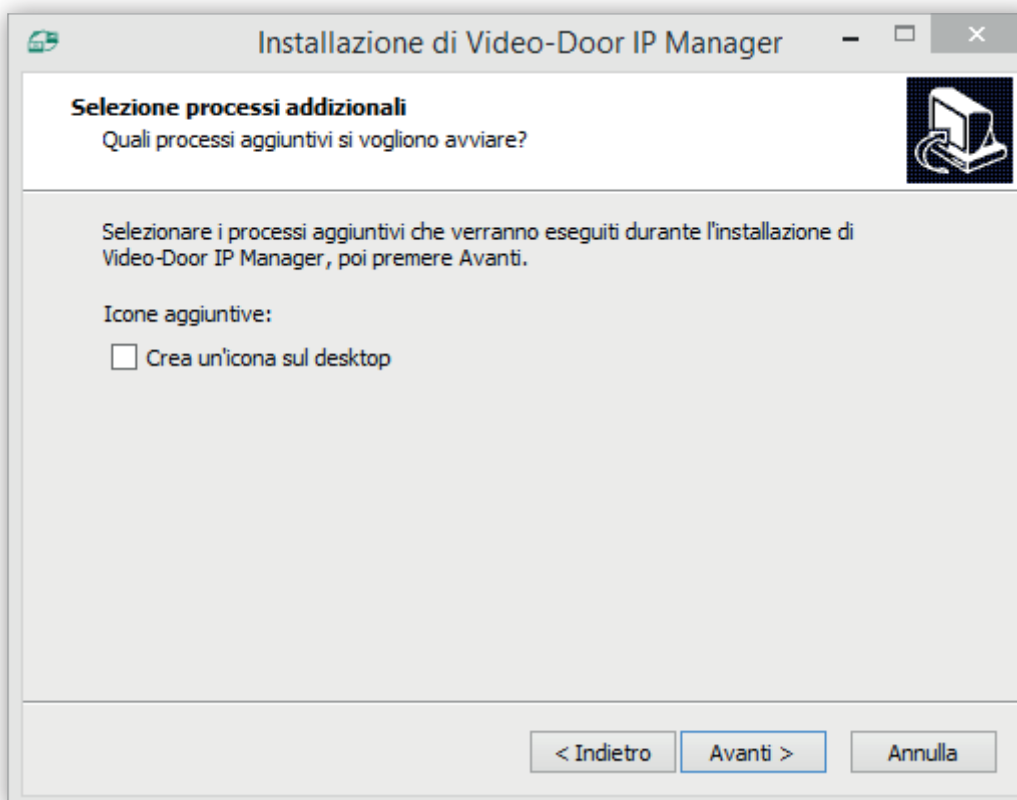 Installazione di Video-Door IP Manager
Selezione processi addizionali
Quali processi aggiuntivi si vogliono avviare?
Selezionare i processi aggiuntivi che verranno eseguiti durante l'installazione di
Video-Door IP Manager, poi premere Avanti.
Icone aggiuntive:
Crea un'icona sul desktop
< Indietro
Avanti >
Annulla